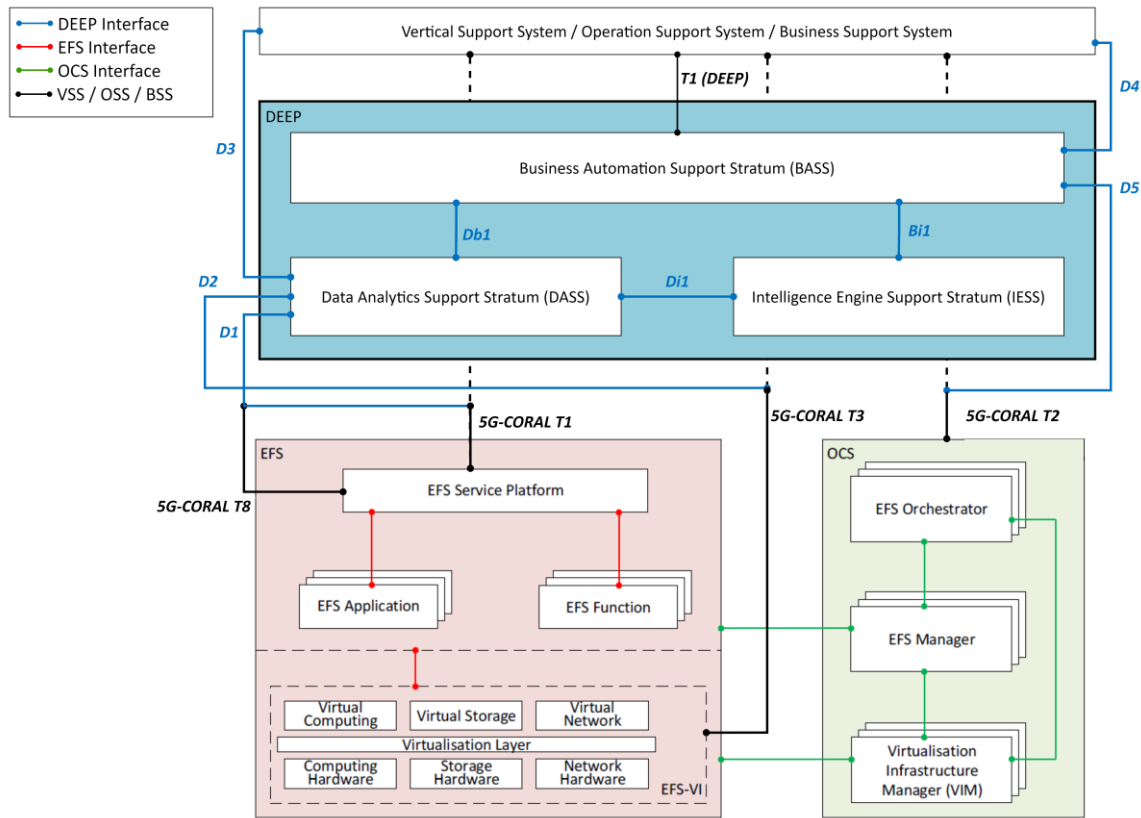 DEEP Interface
EFS Interface
OCS Interface
VSS / OSS / BSS
Vertical Support System / Operation Support System / Business Support System
T1 (DEEP)
D4
DEEP
D3
Business Automation Support Stratum (BASS)
D5
Db1
Bi1
D2
Data Analytics Support Stratum (DASS)
Di1
Intelligence Engine Support Stratum (IESS)
D1
5G-CORAL T1
5G-CORAL T3
5G-CORAL T2
EFS
OCS
5G-CORAL T8
EFS Service Platform
EFS Orchestrator
EFS Application
EFS Function
EFS Manager
Virtual
Computing
Virtual Storage
Virtual
Network
Virtualisation Layer
Computing
Hardware
Storage
Hardware
Network
Hardware
EFS-VI
Virtualisation
Infrastructure
Manager (VIM)